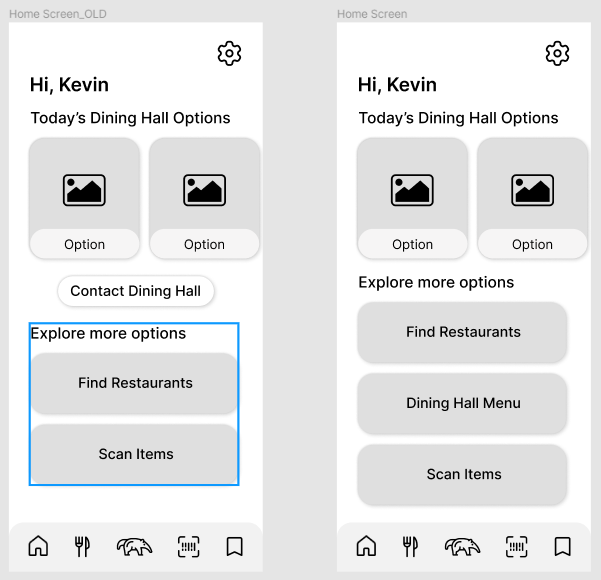 Home Screen_OLD
Hi, Kevin
Today's Dining Hall Options
Option
Option
Contact Dining Hall
Explore more options
Find Restaurants
Scan Items
Home Screen
Hi, Kevin
Today's Dining Hall Options
Option
Option
Explore more options
Find Restaurants
Dining Hall Menu
Scan Items